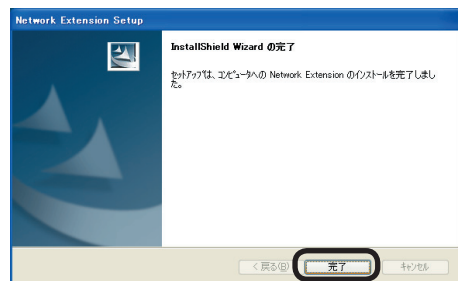 Network Extension Setup
InstallShield Wizard の完了
ｾｯﾄｱｯﾌﾟは、ｺﾝﾋﾟｭｰﾀへの Network Extension のｲﾝｽﾄｰﾙを完了しまし
た。
< 戻る(B)
完了
ｷｬﾝｾﾙ